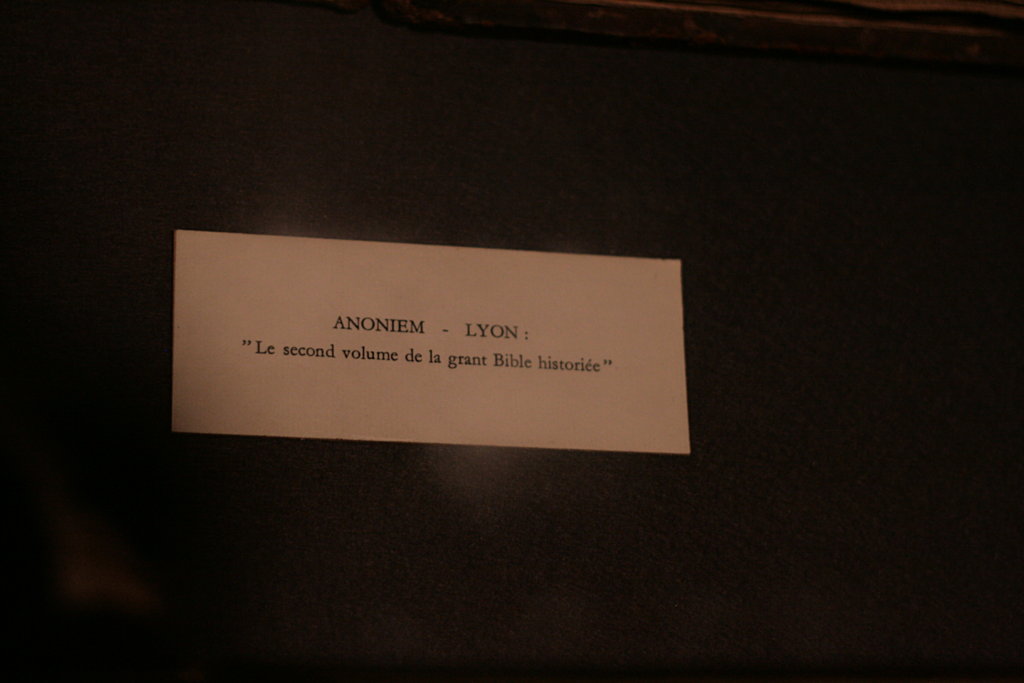 ANONIEM - LYON :
”Le second volume de la grant Bible historiée”